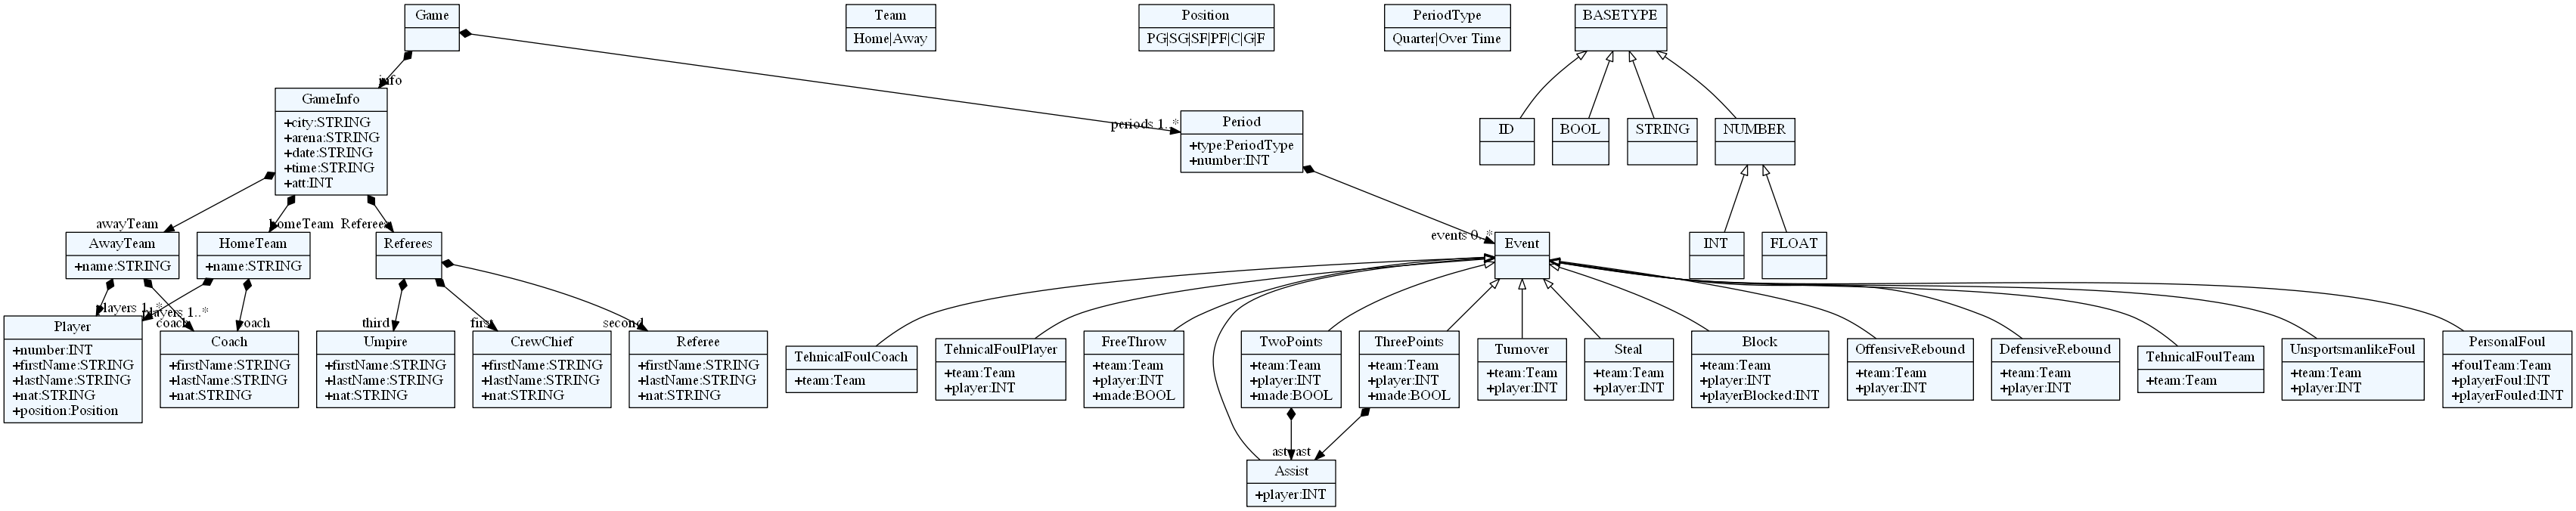 Game
Team
Home|Away
Position
PG|SG|SF|PF|C|G|F
PeriodType
Quarter|Over Time
BASETYPE
info
GameInfo
+city:STRING
+arena:STRING
+date:STRING
+time:STRING
+att:INT
periods 1..*
Period
+type:PeriodType
+number:INT
ID
BOOL
STRING
NUMBER
awayTeam
homeTeam
Referees
AwayTeam
+name:STRING
HomeTeam
+name:STRING
Referees
events 0..*
Event
INT
FLOAT
players 1..*
players 1..*
coach
coach
third
first
second
Player
+number:INT
+firstName:STRING
+lastName:STRING
+nat:STRING
+position:Position
Coach
+firstName:STRING
+lastName:STRING
+nat:STRING
Umpire
+firstName:STRING
+lastName:STRING
+nat:STRING
CrewChief
+firstName:STRING
+lastName:STRING
+nat:STRING
Referee
+firstName:STRING
+lastName:STRING
+nat:STRING
TehnicalFoulCoach
+team:Team
TehnicalFoulPlayer
+team:Team
+player:INT
FreeThrow
+team:Team
+player:INT
+made:BOOL
TwoPoints
+team:Team
+player:INT
+made:BOOL
ThreePoints
+team:Team
+player:INT
+made:BOOL
Turnover
+team:Team
+player:INT
Steal
+team:Team
+player:INT
Block
+team:Team
+player:INT
+playerBlocked:INT
OffensiveRebound
+team:Team
+player:INT
DefensiveRebound
+team:Team
+player:INT
TehnicalFoulTeam
+team:Team
UnsportsmanlikeFoul
+team:Team
+player:INT
PersonalFoul
+foulTeam:Team
+playerFoul:INT
+playerFouled:INT
ast
ast
Assist
+player:INT